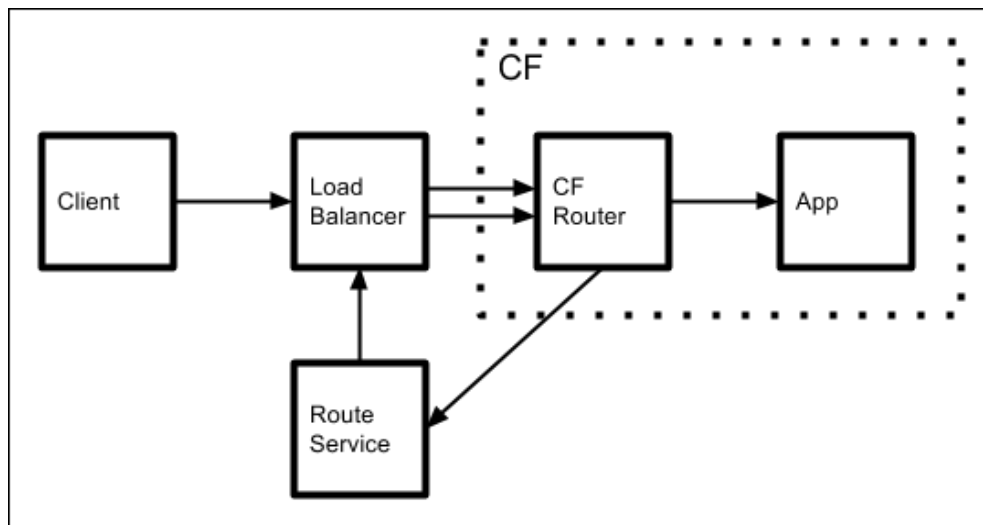 CF
Client
Load
Balancer
CF
Router
App
Route
Service